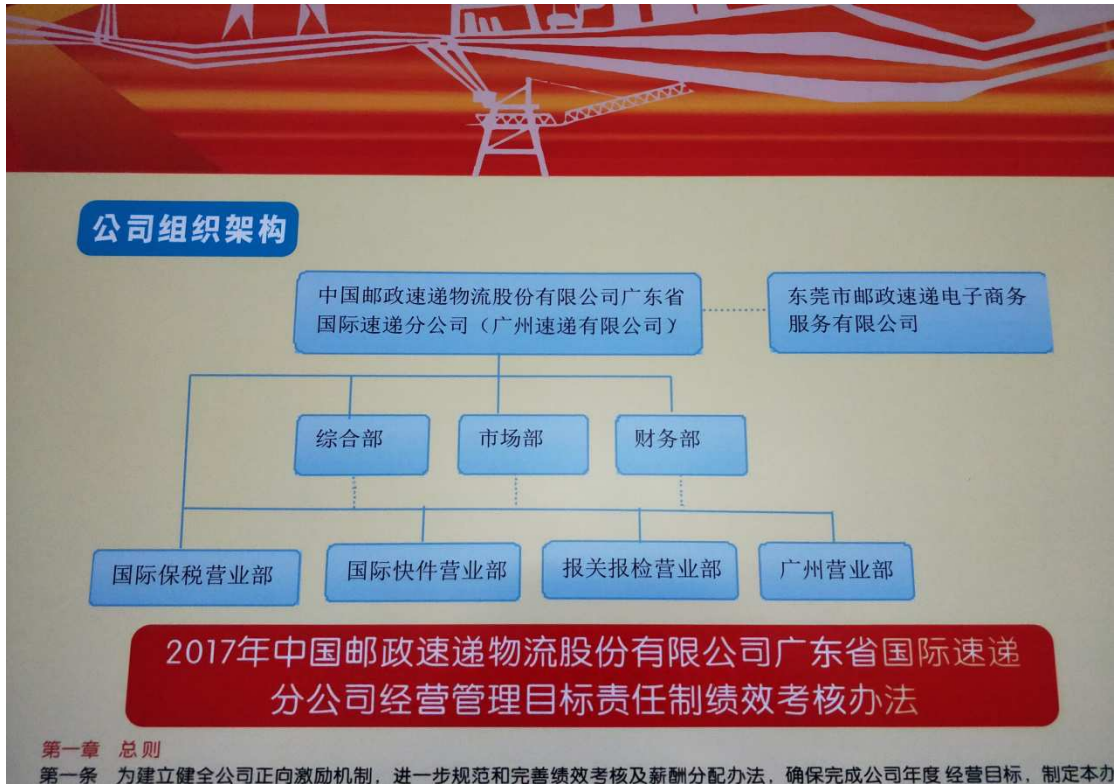 公司组织架构
中国邮政速递物流股份有限公司广东省
国际速递分公司（广州速递有限公司）
东莞市邮政速递电子商务
服务有限公司
综合部
市场部
财务部
国际保税营业部
国际快件营业部
报关报检营业部
广州营业部
2017年中国邮政速递物流股份有限公司广东省国际速递
分公司经营管理目标责任制绩效考核办法
第一章 总则
第一条 为建立健全公司正向激励机制，进一步规范和完善绩效考核及薪酬分配办法，确保完成公司年度经营目标，制定本办